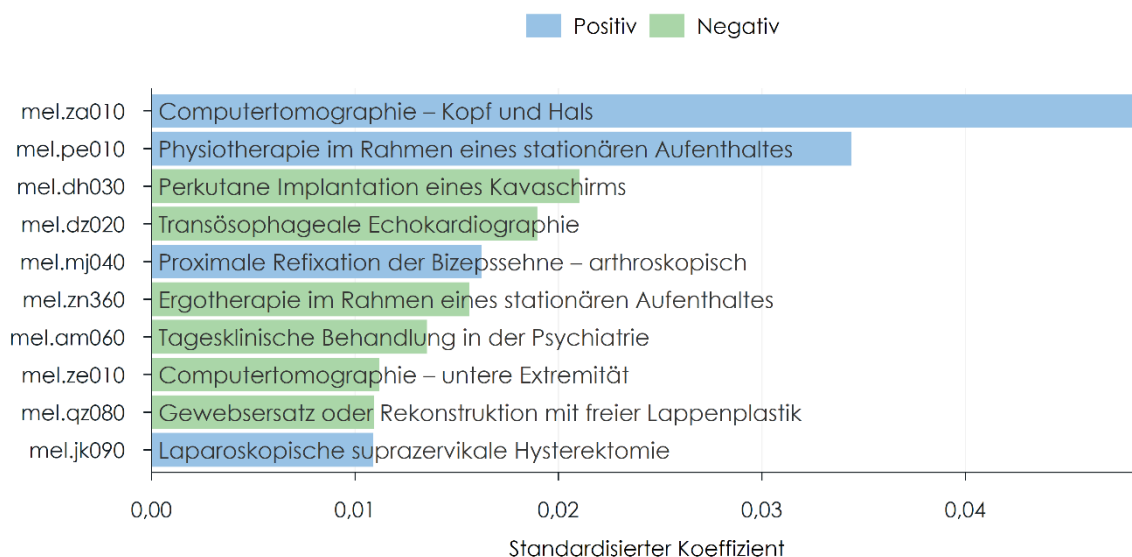 Positiv Negativ
mel.za010 Computertomographie – Kopf und Hals
mel.pe010 Physiotherapie im Rahmen eines stationären Aufenthaltes
mel.dh030 Perkutane Implantation eines Kavaschirms
mel.dz020 Transösophageale Echokardiographie
mel.mj040 Proximale Refixation der Bizepssehne – arthroskopisch
mel.zn360 Ergotherapie im Rahmen eines stationären Aufenthaltes
mel.am060 Tagesklinische Behandlung in der Psychiatrie
mel.ze010 Computertomographie – untere Extremität
mel.qz080 Gewebsersatz oder Rekonstruktion mit freier Lappenplastik
mel.jk090 Laparoskopische suprazervikale Hysterektomie
0,00 0,01 0,02 0,03 0,04
Standardisierter Koeffizient